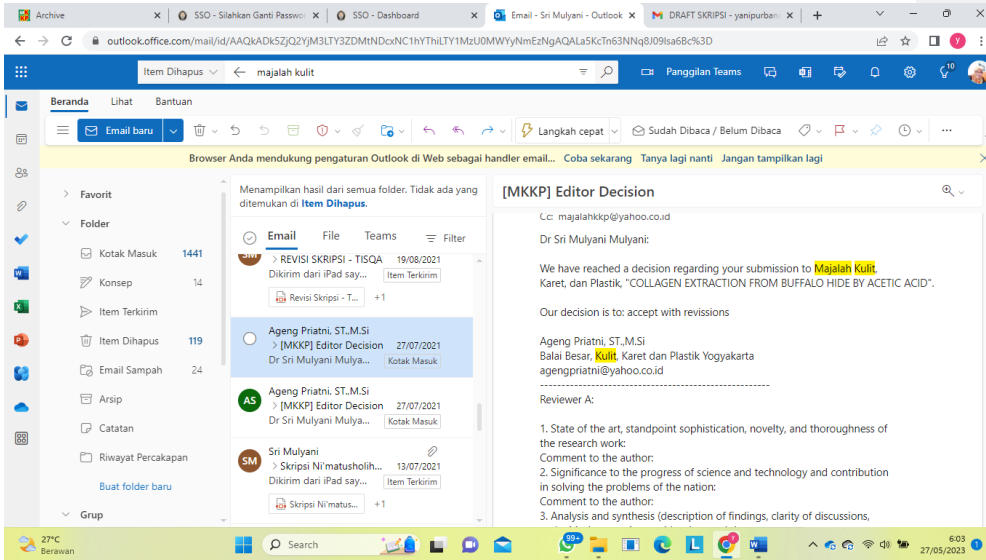 Archive
SSO - Silahkan Ganti Passwor
SSO - Dashboard
Email - Sri Mulyani - Outlook
DRAFT SKRIPSI - yanipurban
outlook.office.com/mail/id/AAQkADk5ZjQ2YjM3LTY3ZDMtNDcxNC1hYThiLTY1MzU0MWYyNmEzNgAQALa5KcTn63NNq8J09Isa6Bc%3D
Y
Item Dihapus
majalah kulit
Panggilan Teams
10
Beranda Lihat Bantuan
Email baru
Langkah cepat
Sudah Dibaca / Belum Dibaca
Browser Anda mendukung pengaturan Outlook di Web sebagai handler email... Coba sekarang Tanya lagi nanti Jangan tampilkan lagi
Favorit
Folder
Kotak Masuk 1441
Konsep 14
Item Terkirim
Item Dihapus 119
Email Sampah 24
Arsip
Catatan
Riwayat Percakapan
Buat folder baru
Grup
Menampilkan hasil dari semua folder. Tidak ada yang
ditemukan di Item Dihapus.
Email File Teams Filter
SM
REVISI SKRIPSI - TISQA 19/08/2021
Dikirim dari iPad say... Item Terkirim
Revisi Skripsi - T... +1
Ageng Priatni, ST.,M.Si
[MKKP] Editor Decision 27/07/2021
Dr Sri Mulyani Mulya... Kotak Masuk
AS
Ageng Priatni, ST.,M.Si
[MKKP] Editor Decision 27/07/2021
Dr Sri Mulyani Mulya... Kotak Masuk
SM
Sri Mulyani
Skripsi Ni'matusholih... 13/07/2021
Dikirim dari iPad say... Item Terkirim
Skripsi Ni'matus... +1
[MKKP] Editor Decision
Cc: majalahkkp@yahoo.co.id
Dr Sri Mulyani Mulyani:
We have reached a decision regarding your submission to Majalah Kulit,
Karet, dan Plastik, "COLLAGEN EXTRACTION FROM BUFFALO HIDE BY ACETIC ACID".
Our decision is to: accept with revissions
Ageng Priatni, ST.,M.Si
Balai Besar, Kulit, Karet dan Plastik Yogyakarta
agengpriatni@yahoo.co.id
------------------------------------------------------
Reviewer A:
1. State of the art, standpoint sophistication, novelty, and thoroughness of
the research work:
Comment to the author:
2. Significance to the progress of science and technology and contribution
in solving the problems of the nation:
Comment to the author:
3. Analysis and synthesis (description of findings, clarity of discussions,
27°C
Berawan
Search
99+
6:03
27/05/2023
1